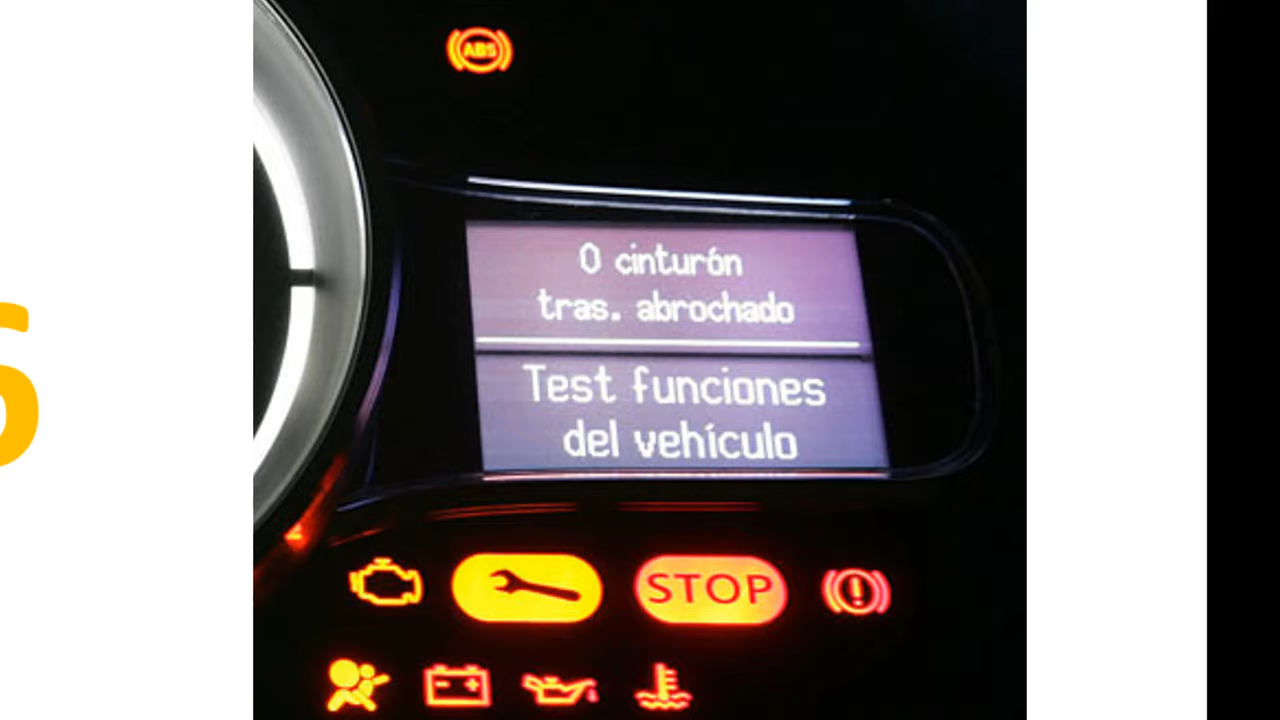 ABS
0 cinturón
tras. abrochado
Test funciones
del vehículo
STOP